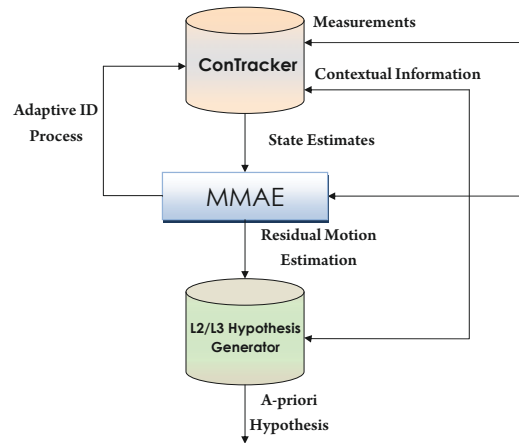 Measurements
ConTracker
Contextual Information
Adaptive ID
Process
State Estimates
MMAE
Residual Motion
Estimation
L2/L3 Hypothesis
Generator
A-priori
Hypothesis